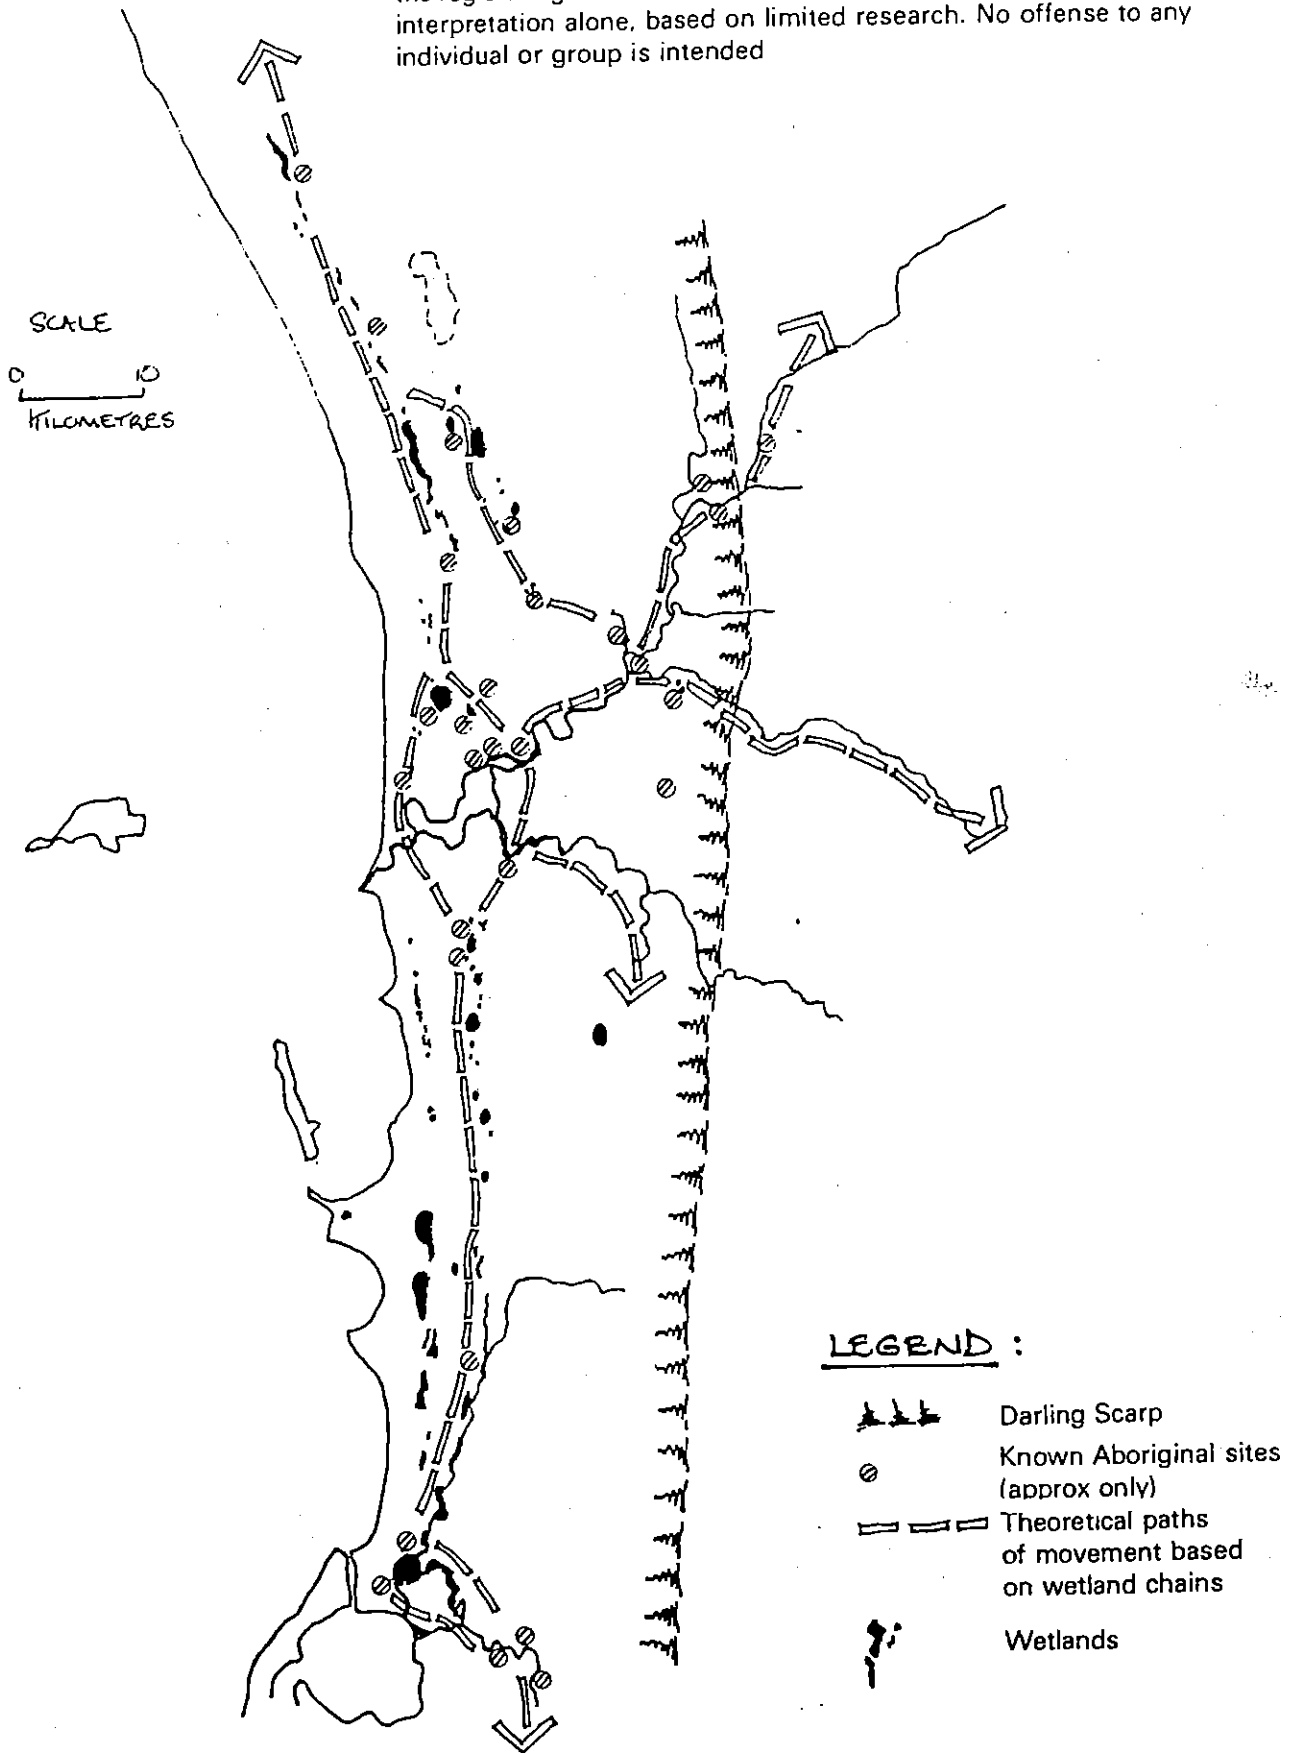 interpretation alone, based on limited research. No offense to any
individual or group is intended
SCALE
0 10
KILOMETRES
LEGEND :
Darling Scarp
Known Aboriginal sites
(approx only)
Theoretical paths
of movement based
on wetland chains
Wetlands